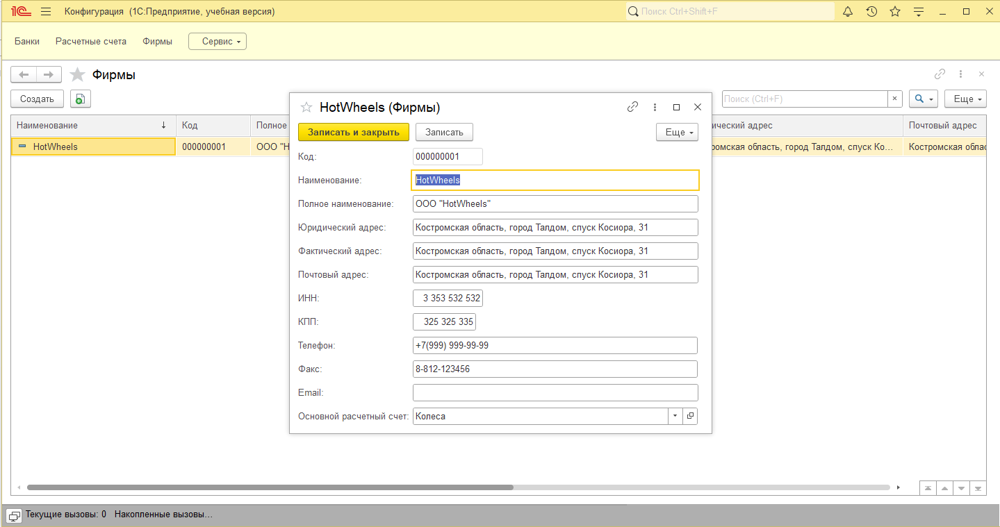 1С Конфигурация (1С:Предприятие, учебная версия) Поиск Ctrl+Shift+F
Банки Расчетные счета Фирмы Сервис
Фирмы
Создать Поиск (Ctrl+F) × Еще
Наименование ↓ Код Полное ический адрес Почтовый адрес
HotWheels 000000001 ООО "H ромская область, город Талдом, спуск Ко... Костромская облас
HotWheels (Фирмы)
Записать и закрыть Записать Еще
Код: 000000001
Наименование: HotWheels
Полное наименование: ООО "HotWheels"
Юридический адрес: Костромская область, город Талдом, спуск Косиора, 31
Фактический адрес: Костромская область, город Талдом, спуск Косиора, 31
Почтовый адрес: Костромская область, город Талдом, спуск Косиора, 31
ИНН: 3 353 532 532
КПП: 325 325 335
Телефон: +7(999) 999-99-99
Факс: 8-812-123456
Email:
Основной расчетный счет: Колеса
Текущие вызовы: 0 Накопленные вызовы...